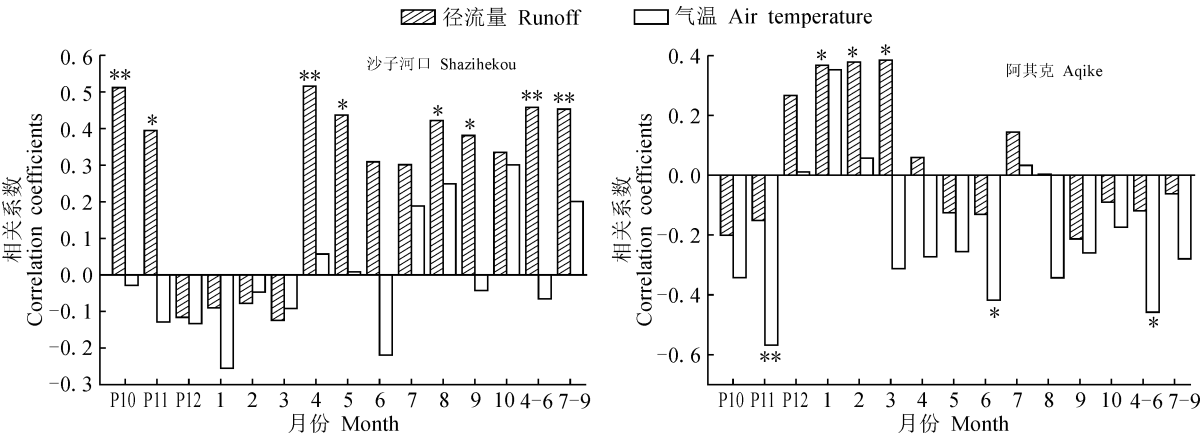 径流量 Runoff
气温 Air temperature
相关系数
Correlation coefficients
0.6
0.5
0.4
0.3
0.2
0.1
0.0
-0.1
-0.2
-0.3
沙子河口 Shazihekou
**
*
**
*
*
*
**
**
P10 P11 P12 1 2 3 4 5 6 7 8 9 10 4-6 7-9
月份 Month
相关系数
Correlation coefficients
0.4
0.2
0.0
-0.2
-0.4
-0.6
阿其克 Aqike
*
*
*
**
*
*
P10 P11 P12 1 2 3 4 5 6 7 8 9 10 4-6 7-9
月份 Month